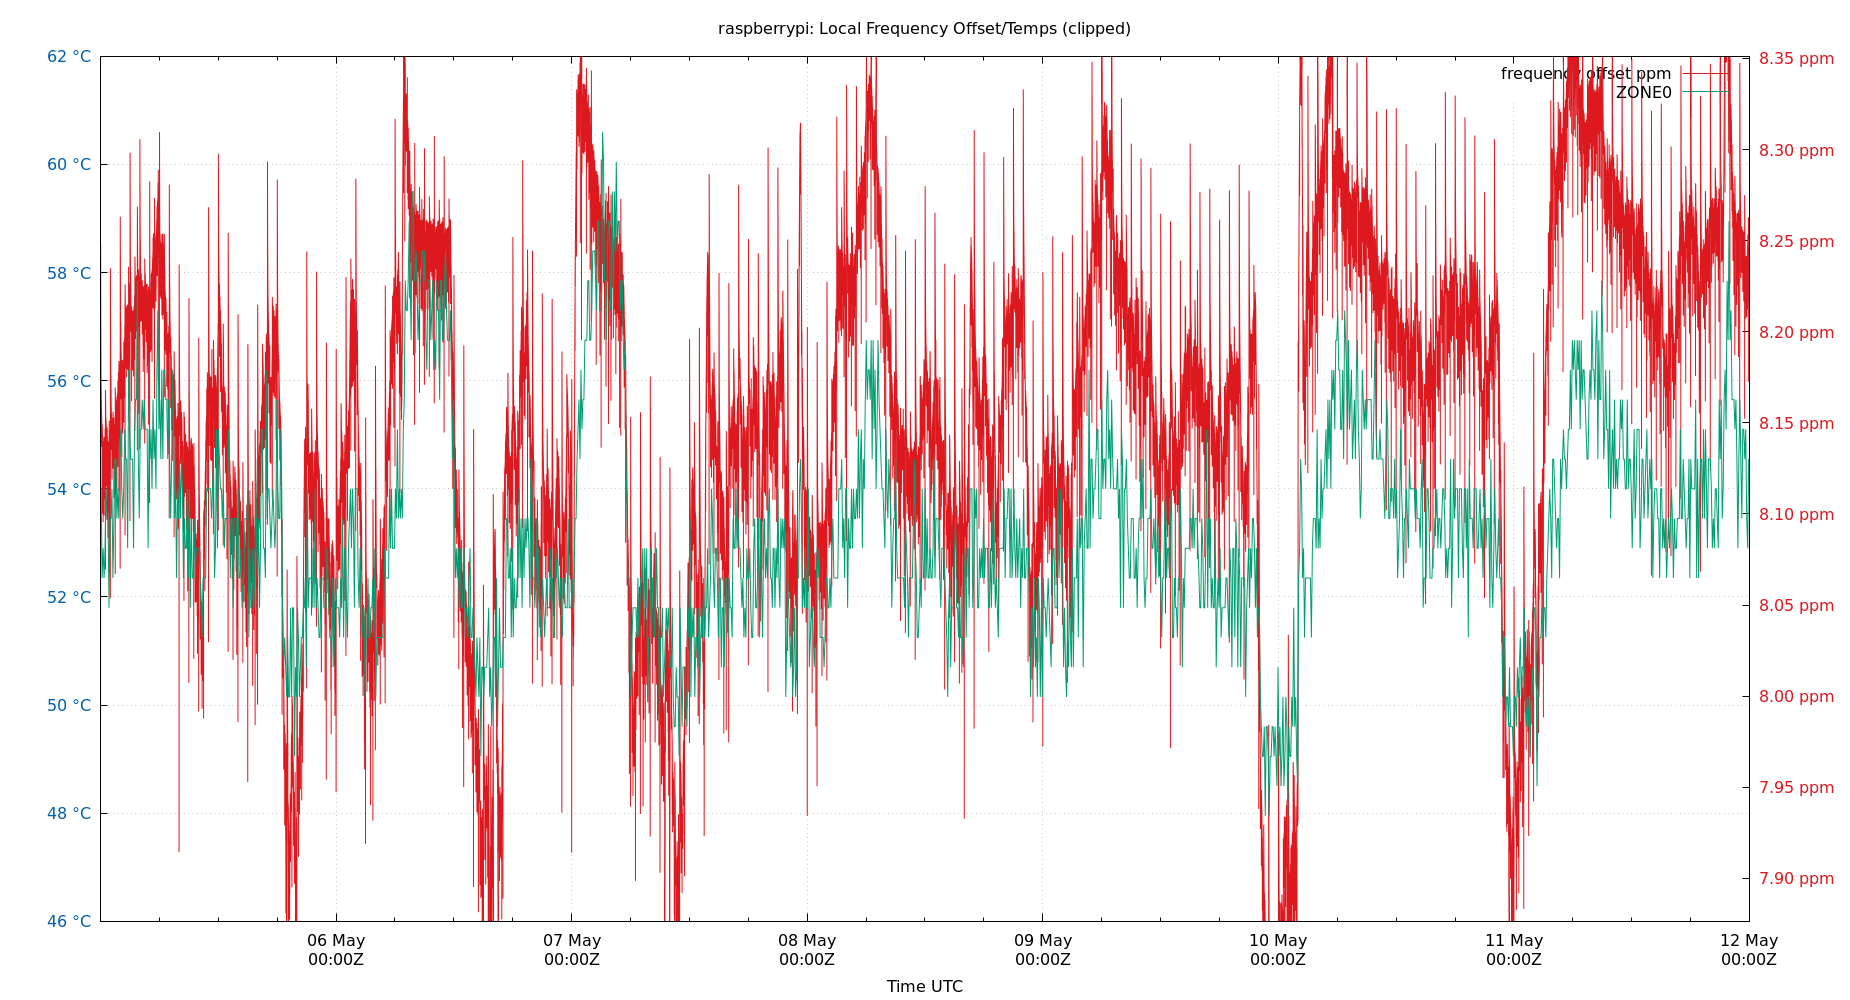 raspberrypi: Local Frequency Offset/Temps (clipped)
62 °C
60 °C
58 °C
56 °C
54 °C
52 °C
50 °C
48 °C
46 °C
8.35 ppm
8.30 ppm
8.25 ppm
8.20 ppm
8.15 ppm
8.10 ppm
8.05 ppm
8.00 ppm
7.95 ppm
7.90 ppm
frequency offset ppm
ZONE0
06 May
00:00Z
07 May
00:00Z
08 May
00:00Z
09 May
00:00Z
10 May
00:00Z
11 May
00:00Z
12 May
00:00Z
Time UTC